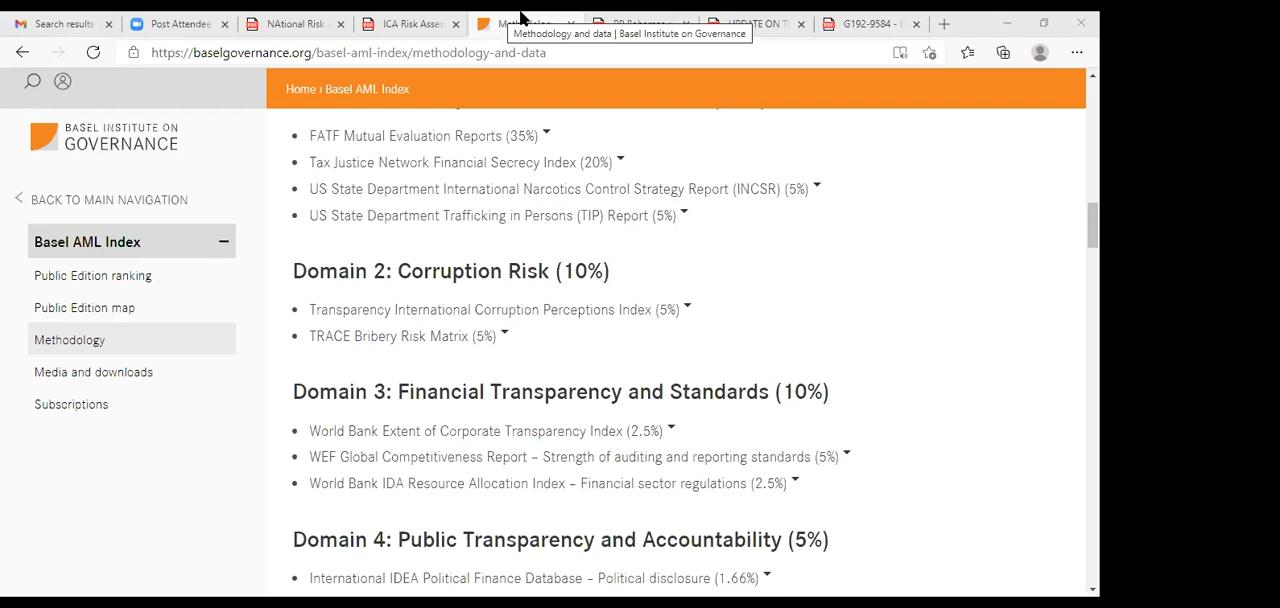 Search results
Post Attendee
NAtional Risk
ICA Risk Asses
UPDATE ON T
G192-9584 - I
Methodology and data | Basel Institute on Governance
https://baselgovernance.org/basel-aml-index/methodology-and-data
Home › Basel AML Index
BASEL INSTITUTE ON
GOVERNANCE
BACK TO MAIN NAVIGATION
Basel AML Index
Public Edition ranking
Public Edition map
Methodology
Media and downloads
Subscriptions
FATF Mutual Evaluation Reports (35%)
Tax Justice Network Financial Secrecy Index (20%)
US State Department International Narcotics Control Strategy Report (INCSR) (5%)
US State Department Trafficking in Persons (TIP) Report (5%)
Domain 2: Corruption Risk (10%)
Transparency International Corruption Perceptions Index (5%)
TRACE Bribery Risk Matrix (5%)
Domain 3: Financial Transparency and Standards (10%)
World Bank Extent of Corporate Transparency Index (2.5%)
WEF Global Competitiveness Report – Strength of auditing and reporting standards (5%)
World Bank IDA Resource Allocation Index – Financial sector regulations (2.5%)
Domain 4: Public Transparency and Accountability (5%)
International IDEA Political Finance Database – Political disclosure (1.66%)